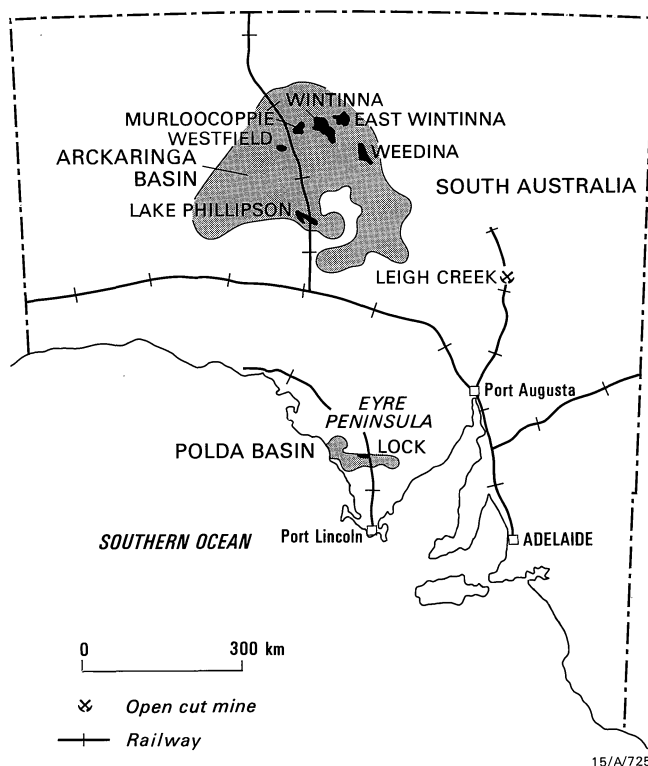 WINTINNA
MURLOOCOPPIE
EAST WINTINNA
WESTFIELD
ARCKARINGA
BASIN
WEEDINA
SOUTH AUSTRALIA
LAKE PHILLIPSON
LEIGH CREEK
Port Augusta
EYRE
PENINSULA
POLDA BASIN
LOCK
SOUTHERN OCEAN
Port Lincoln
ADELAIDE
0
300 km
Open cut mine
Railway
15/A/725